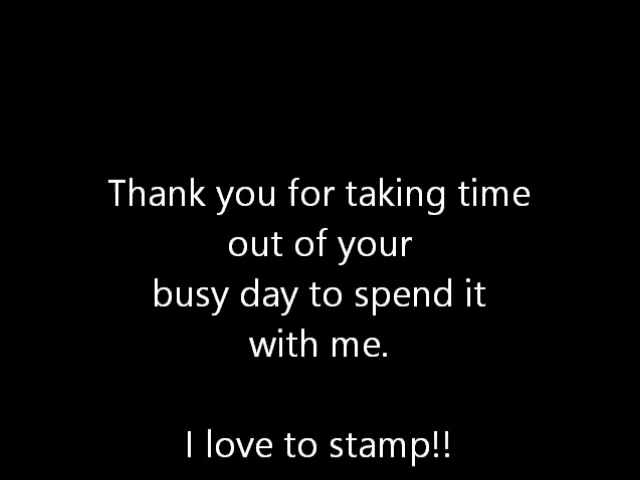 Thank you for taking time
out of your
busy day to spend it
with me.
I love to stamp!!